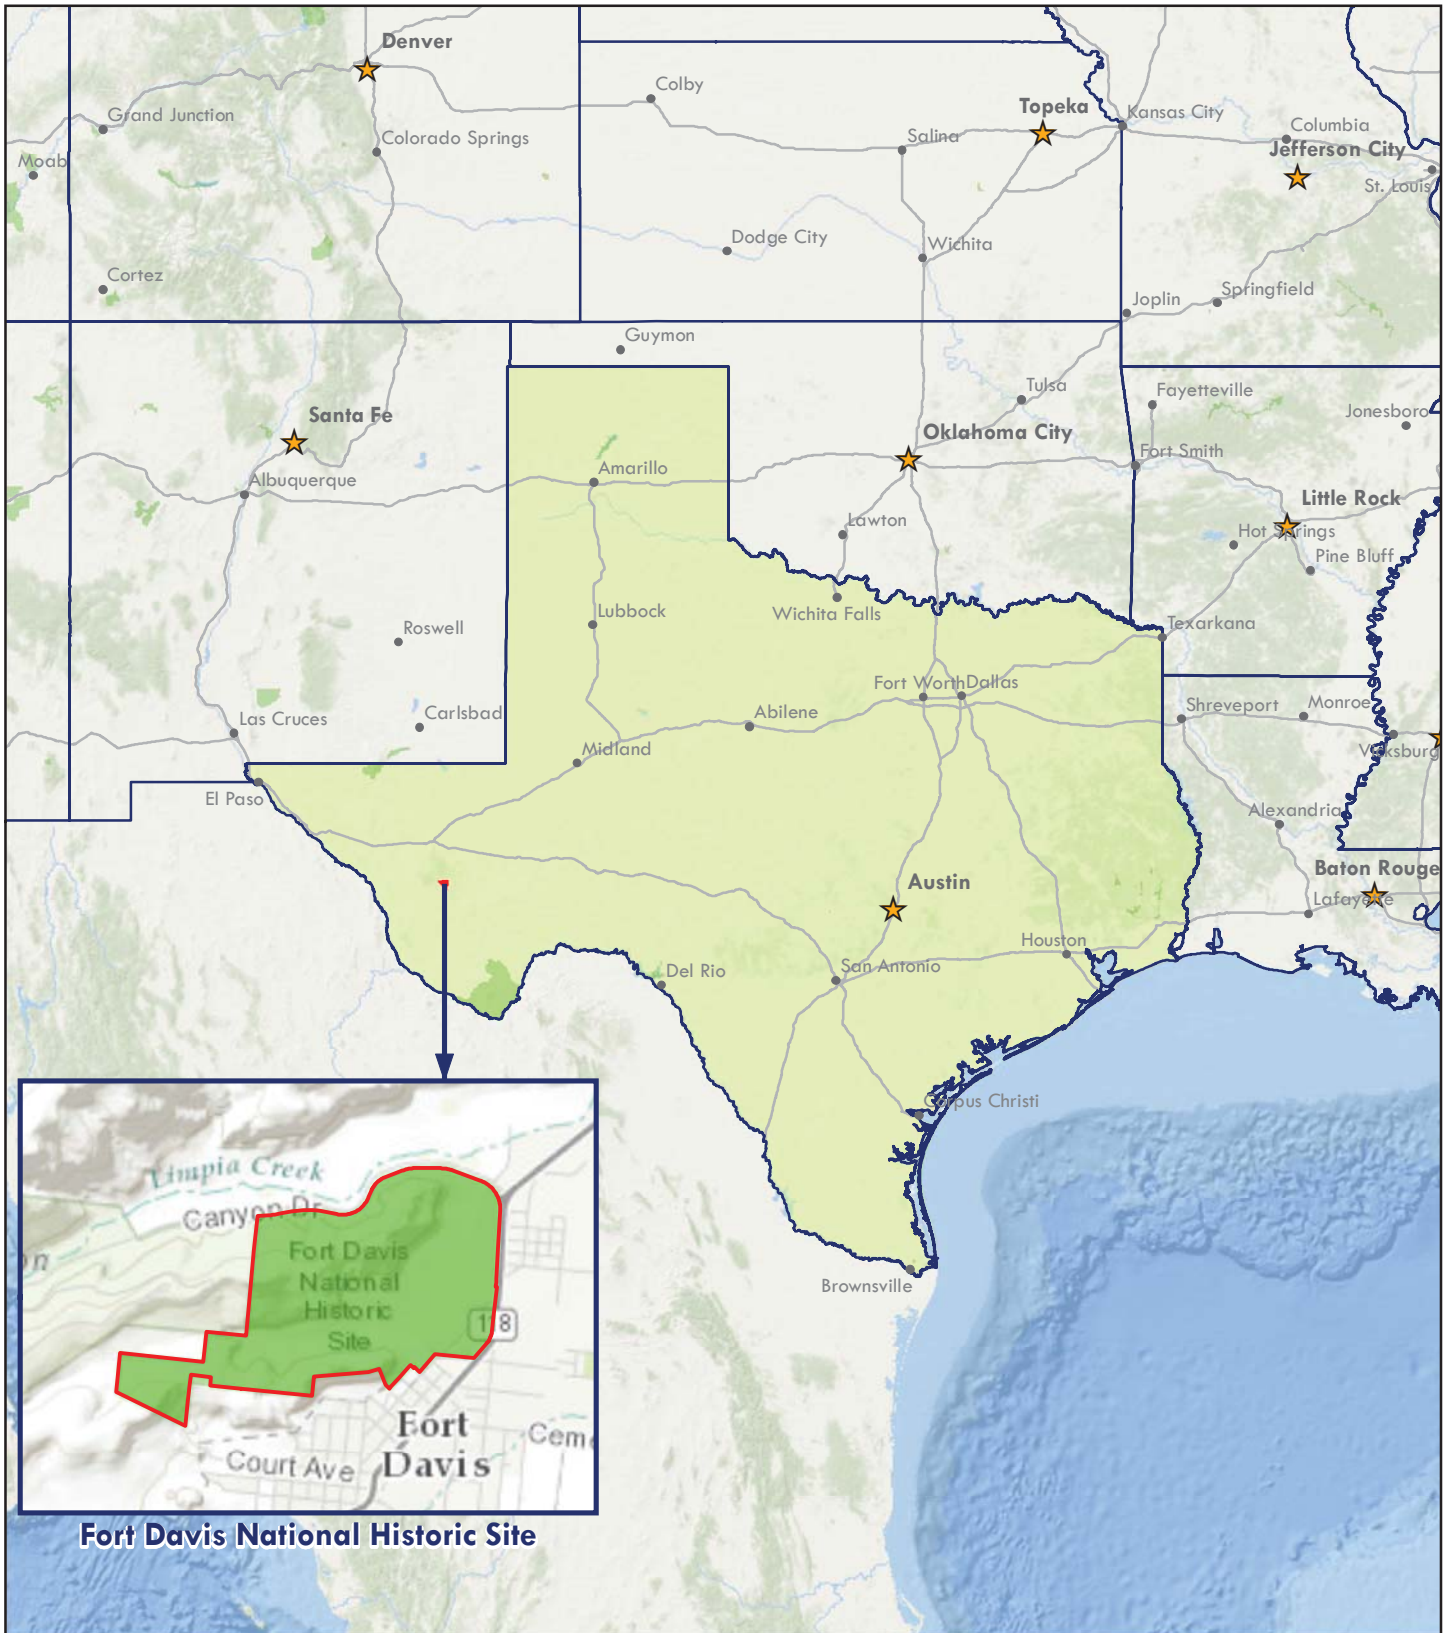 Denver
Colby
Grand Junction
Topeka
Kansas City
Colorado Springs
Salina
Columbia
Jefferson City
Moab
St. Louis
Dodge City
Wichita
Cortez
Joplin
Springfield
Guymon
Tulsa
Fayetteville
Santa Fe
Jonesboro
Oklahoma City
Fort Smith
Amarillo
Albuquerque
Little Rock
Lawton
Hot Springs
Pine Bluff
Lubbock
Wichita Falls
Texarkana
Roswell
Fort Worth
Dallas
Shreveport
Monroe
Las Cruces
Carlsbad
Abilene
Midland
Vicksburg
El Paso
Alexandria
Baton Rouge
Austin
Lafayette
Houston
San Antonio
Del Rio
Corpus Christi
Brownsville
Limpia Creek
Canyon Dr
Fort Davis
National
Historic
Site
118
Fort
Davis
Court Ave
Fort Davis National Historic Site